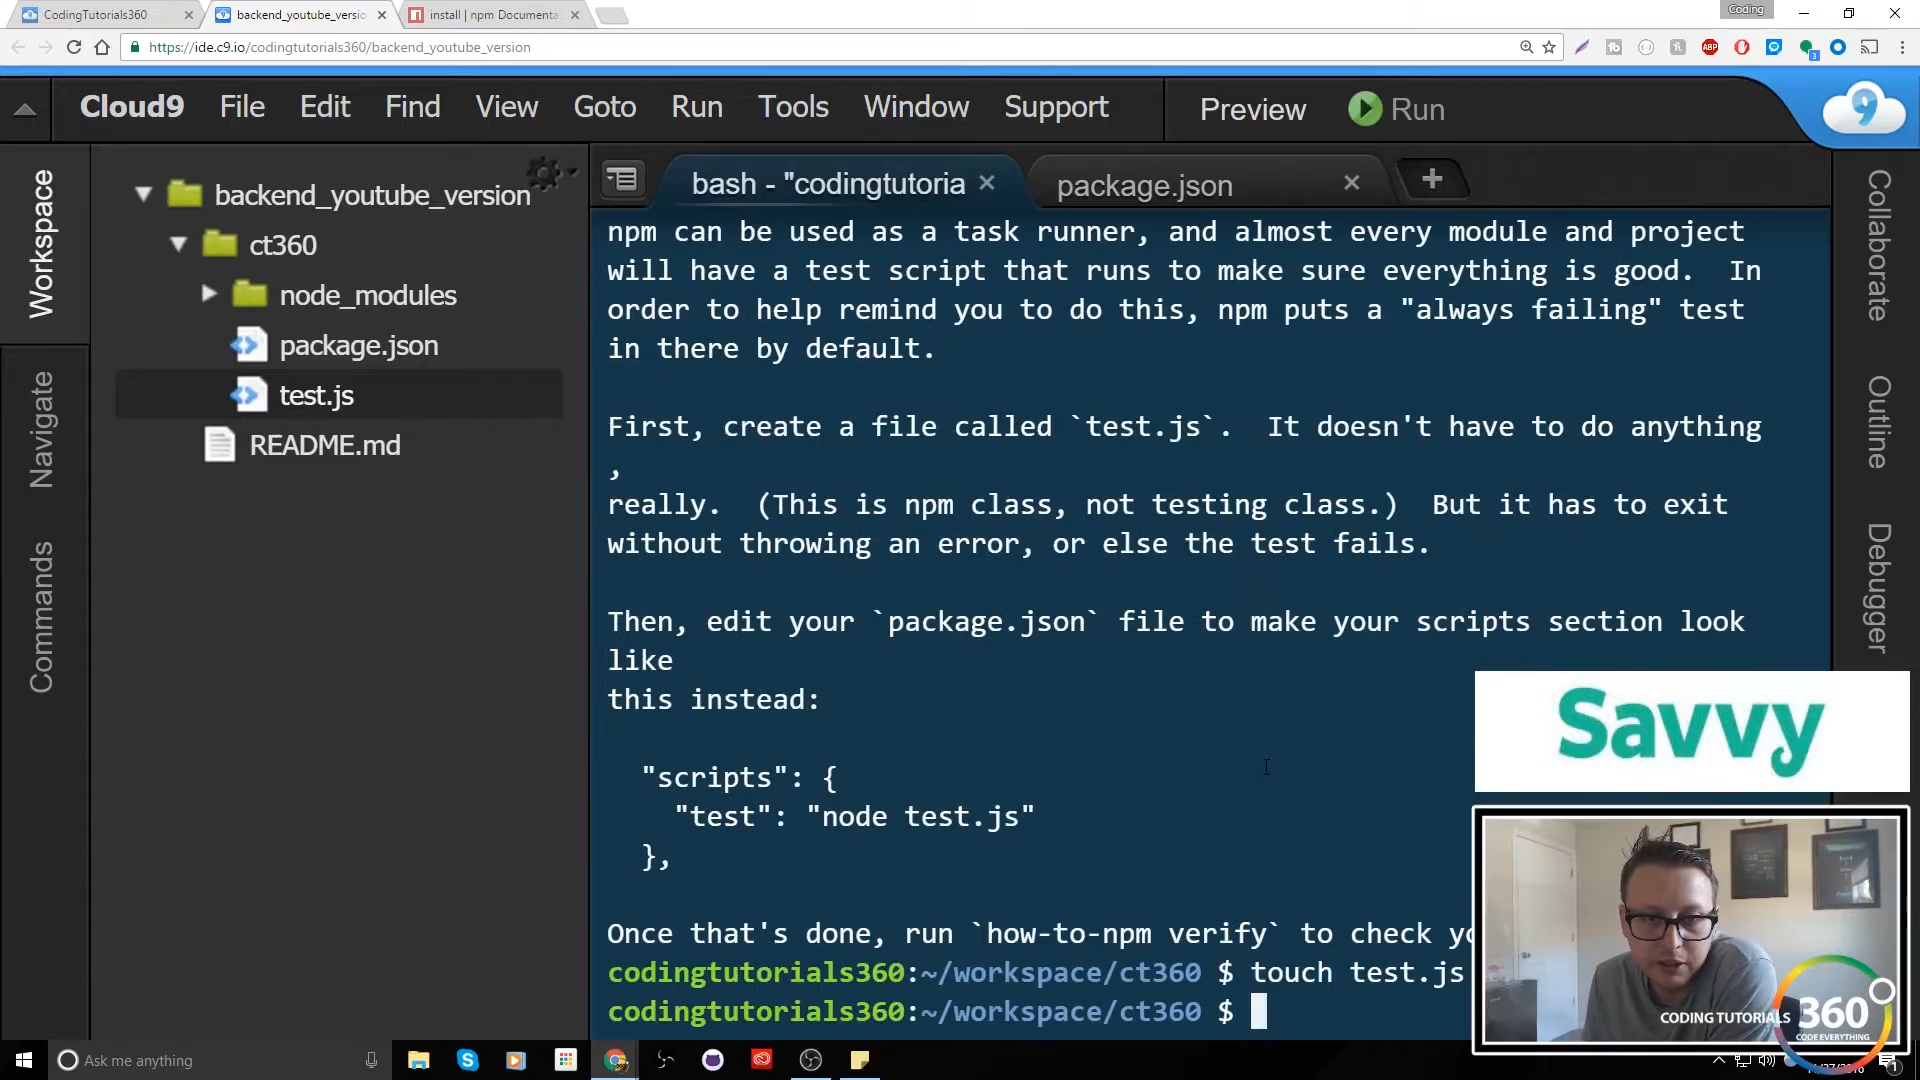 CodingTutorials360
backend_youtube_versio
install | npm Documenta
Coding
https://ide.c9.io/codingtutorials360/backend_youtube_version
ABP
3
Cloud9
File
Edit
Find
View
Goto
Run
Tools
Window
Support
Preview
Run
9
Workspace
Navigate
Commands
backend_youtube_version
ct360
node_modules
package.json
test.js
README.md
bash - "codingtutoria
package.json
npm can be used as a task runner, and almost every module and project
will have a test script that runs to make sure everything is good.  In
order to help remind you to do this, npm puts a "always failing" test
in there by default.
First, create a file called `test.js`.  It doesn't have to do anything
,
really.  (This is npm class, not testing class.)  But it has to exit
without throwing an error, or else the test fails.
Then, edit your `package.json` file to make your scripts section look
like
this instead:
"scripts": {
"test": "node test.js"
},
Once that's done, run `how-to-npm verify` to check yo
codingtutorials360:~/workspace/ct360 $ touch test.js
codingtutorials360:~/workspace/ct360 $
Collaborate
Outline
Debugger
Savvy
CODING TUTORIALS 360
CODE EVERYTHING
Ask me anything
1